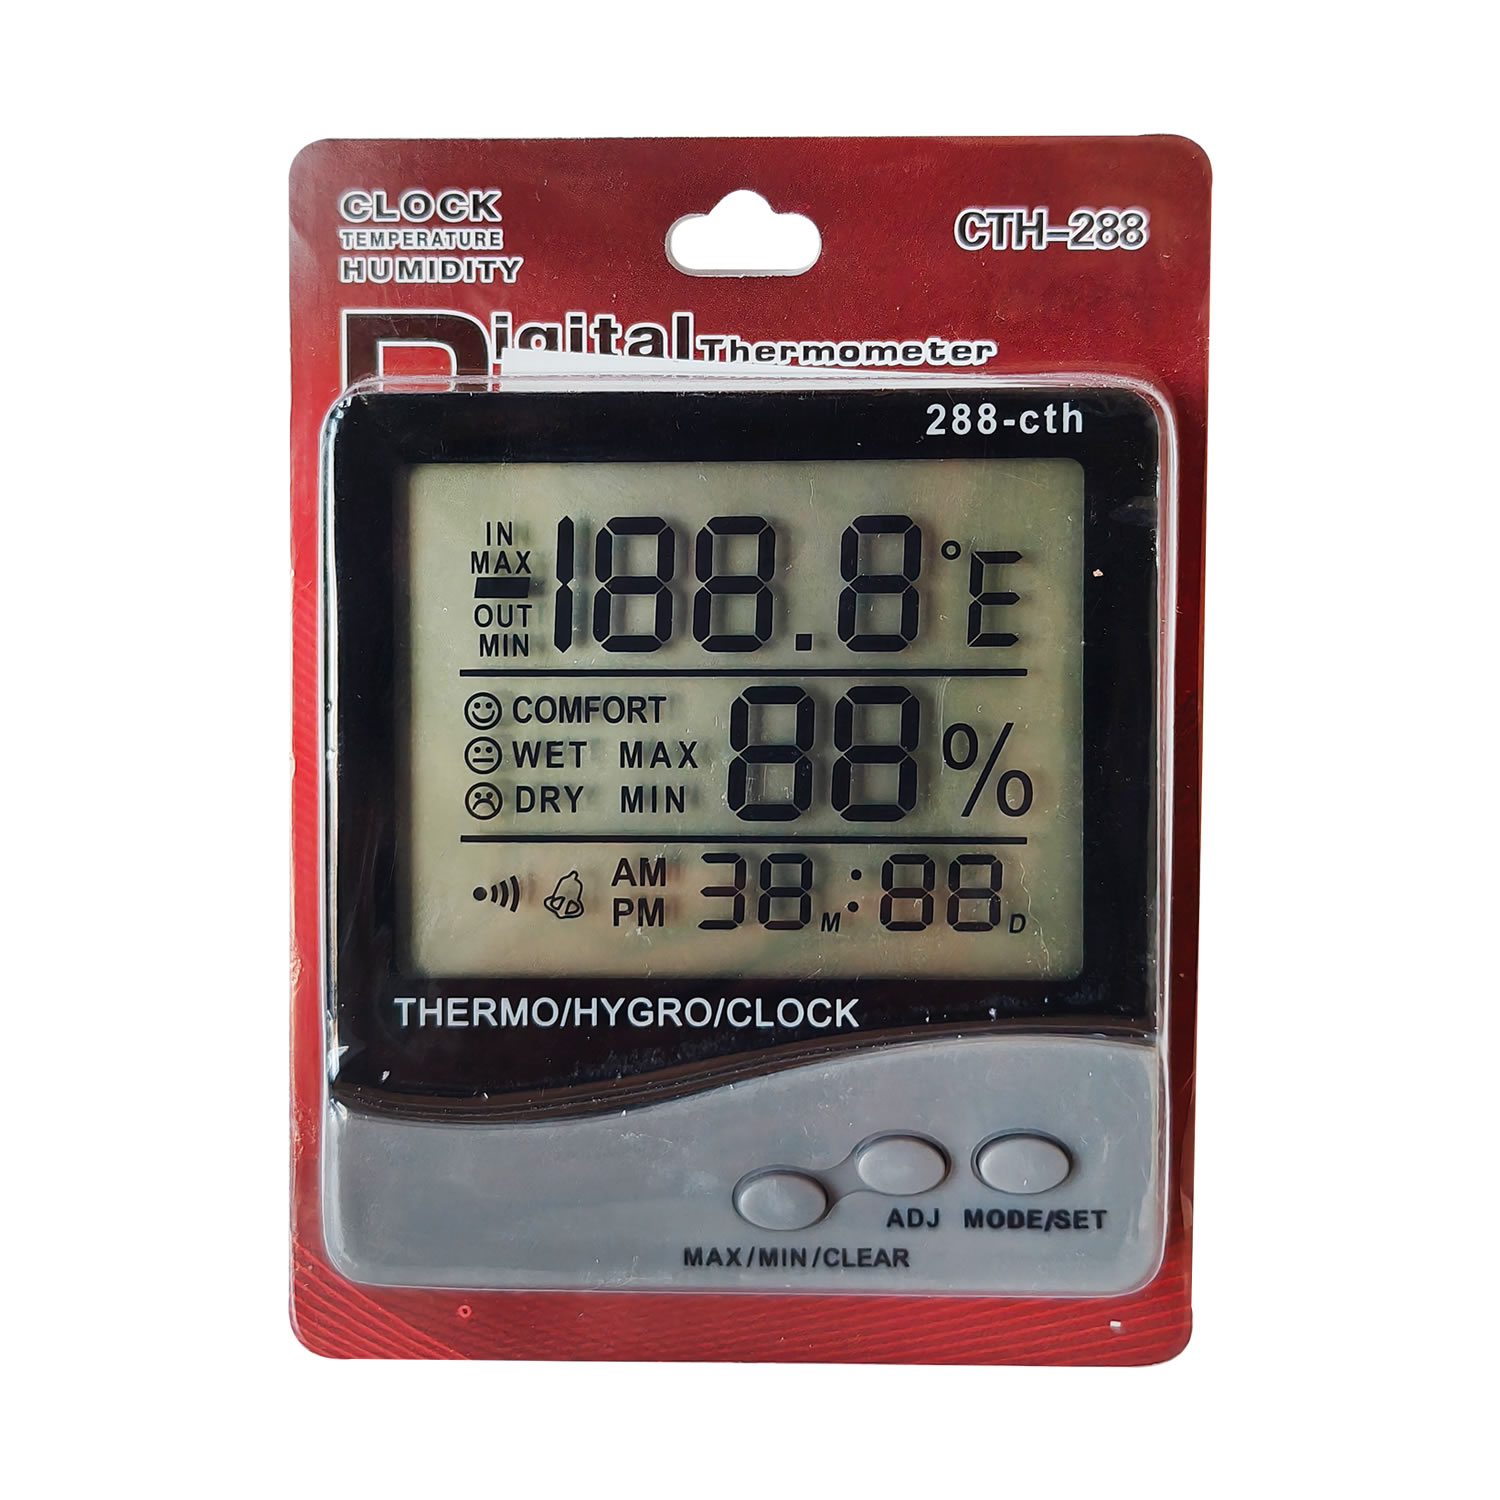 CLOCK
TEMPERATURE
HUMIDITY
CTH-288
Digital Thermometer
288-cth
IN
MAX
OUT
MIN
-188.8°E
COMFORT
WET MAX
DRY MIN
88%
AM
PM
38M:88D
THERMO/HYGRO/CLOCK
ADJ MODE/SET
MAX/MIN/CLEAR